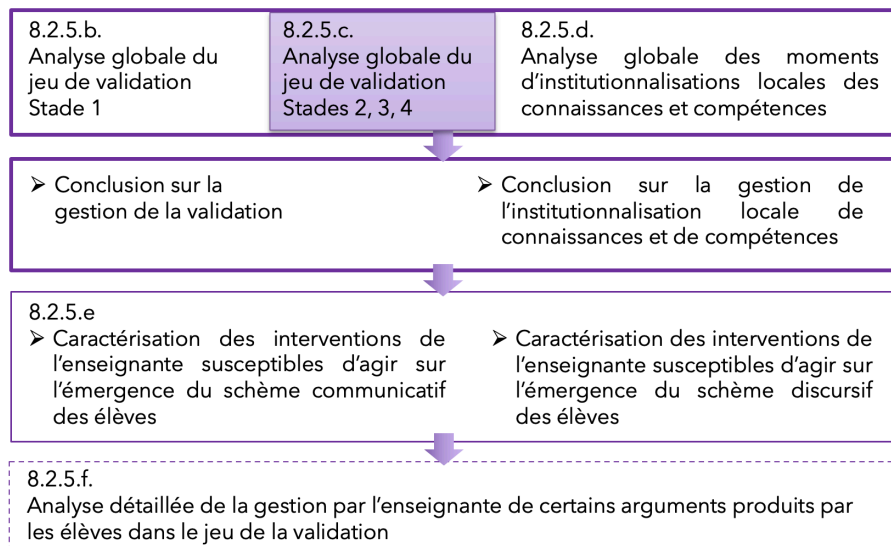 8.2.5.b.
Analyse globale du
jeu de validation
Stade 1
8.2.5.c.
Analyse globale du
jeu de validation
Stades 2, 3, 4
8.2.5.d.
Analyse globale des moments
d’institutionnalisations locales des
connaissances et compétences
➢ Conclusion sur la
gestion de la validation
➢ Conclusion sur la gestion de
l’institutionnalisation locale de
connaissances et de compétences
8.2.5.e
➢ Caractérisation des interventions de
l’enseignante susceptibles d’agir sur
l’émergence du schème communicatif
des élèves
➢ Caractérisation des interventions de
l’enseignante susceptibles d’agir sur
l’émergence du schème discursif
des élèves
8.2.5.f.
Analyse détaillée de la gestion par l’enseignante de certains arguments produits par
les élèves dans le jeu de la validation